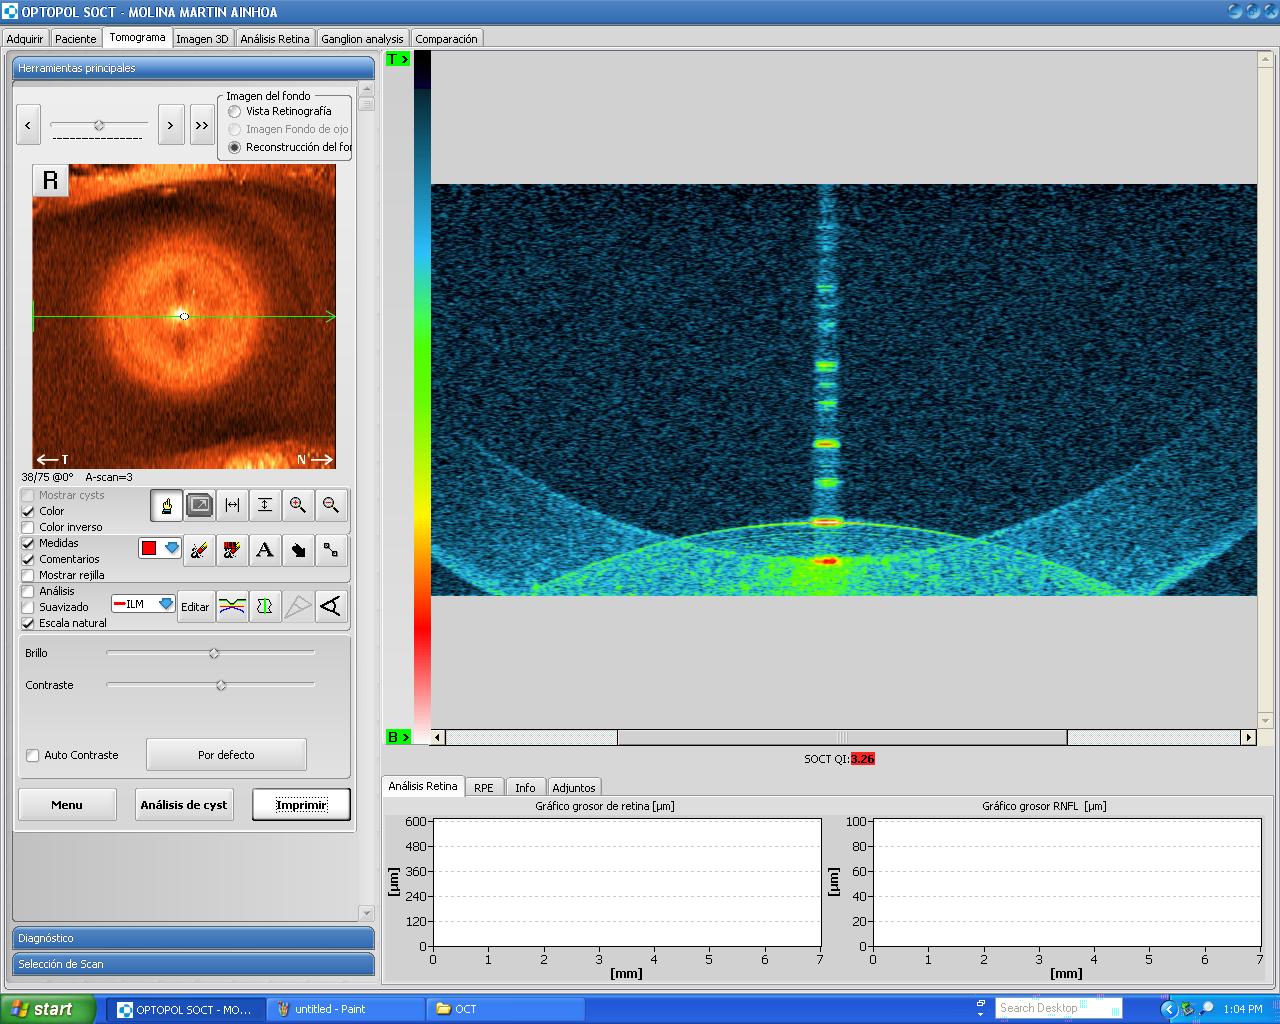 OPTOPOL SOCT - MOLINA MARTIN AINHOA
Adquirir Paciente Tomograma Imagen 3D Análisis Retina Ganglion analysis Comparación
Herramientas principales
< > >>
Imagen del fondo
Vista Retinografía
Imagen Fondo de ojo
Reconstrucción del for
R
T N
38/75 @0° A-scan=3
Mostrar cysts
Color
Color inverso
Medidas
Comentarios
Mostrar rejilla
A
Análisis
Suavizado
Escala natural
ILM
Editar
Brillo
Contraste
Auto Contraste
Por defecto
Menu
Análisis de cyst
Imprimir
Diagnóstico
Selección de Scan
T >
B >
SOCT QI:3.26
Análisis Retina RPE Info Adjuntos
Gráfico grosor de retina [µm]
[µm]
600
480
360
240
120
0
0 1 2 3 4 5 6 7
[mm]
Gráfico grosor RNFL [µm]
[µm]
100
80
60
40
20
0
0 1 2 3 4 5 6 7
[mm]
start
OPTOPOL SOCT - MO...
untitled - Paint
OCT
Search Desktop
1:04 PM